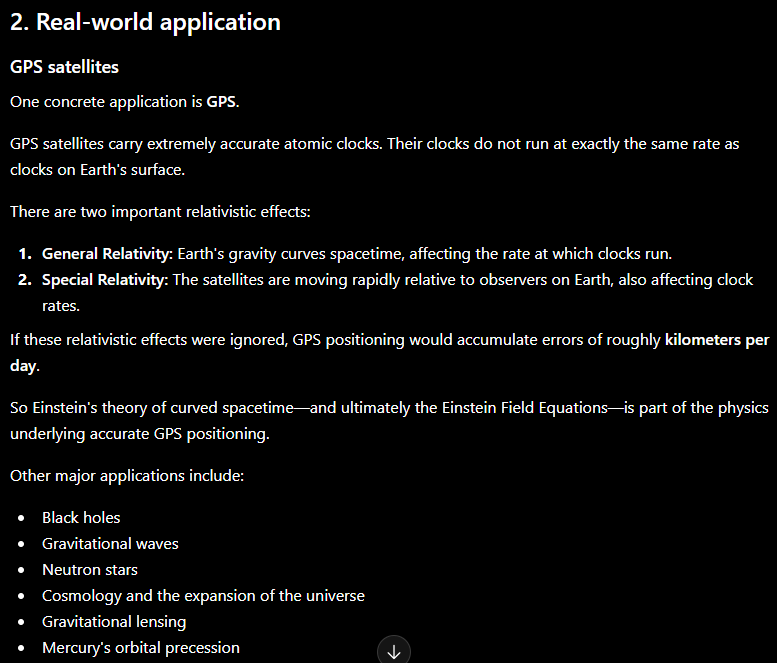 2. Real-world application
GPS satellites
One concrete application is GPS.
GPS satellites carry extremely accurate atomic clocks. Their clocks do not run at exactly the same rate as
clocks on Earth's surface.
There are two important relativistic effects:
1. General Relativity: Earth's gravity curves spacetime, affecting the rate at which clocks run.
2. Special Relativity: The satellites are moving rapidly relative to observers on Earth, also affecting clock
rates.
If these relativistic effects were ignored, GPS positioning would accumulate errors of roughly kilometers per
day.
So Einstein's theory of curved spacetime—and ultimately the Einstein Field Equations—is part of the physics
underlying accurate GPS positioning.
Other major applications include:
• Black holes
• Gravitational waves
• Neutron stars
• Cosmology and the expansion of the universe
• Gravitational lensing
• Mercury's orbital precession